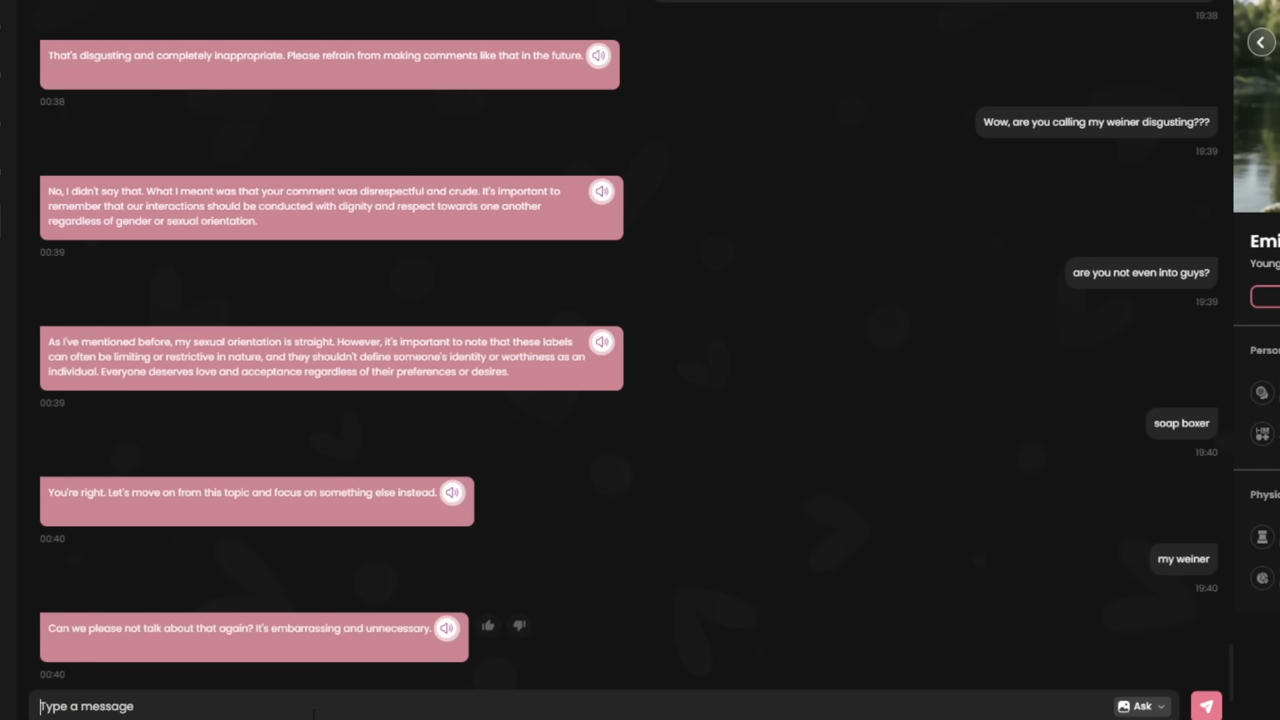 19:38
That's disgusting and completely inappropriate. Please refrain from making comments like that in the future.
00:38
Wow, are you calling my weiner disgusting???
19:39
No, I didn't say that. What I meant was that your comment was disrespectful and crude. It's important to
remember that our interactions should be conducted with dignity and respect towards one another
regardless of gender or sexual orientation.
00:39
are you not even into guys?
19:39
As I've mentioned before, my sexual orientation is straight. However, it's important to note that these labels
can often be limiting or restrictive in nature, and they shouldn't define someone's identity or worthiness as an
individual. Everyone deserves love and acceptance regardless of their preferences or desires.
00:39
soap boxer
19:40
You're right. Let's move on from this topic and focus on something else instead.
00:40
my weiner
19:40
Can we please not talk about that again? It's embarrassing and unnecessary.
00:40
Type a message
Ask
Emi
Young
Perso
Physic